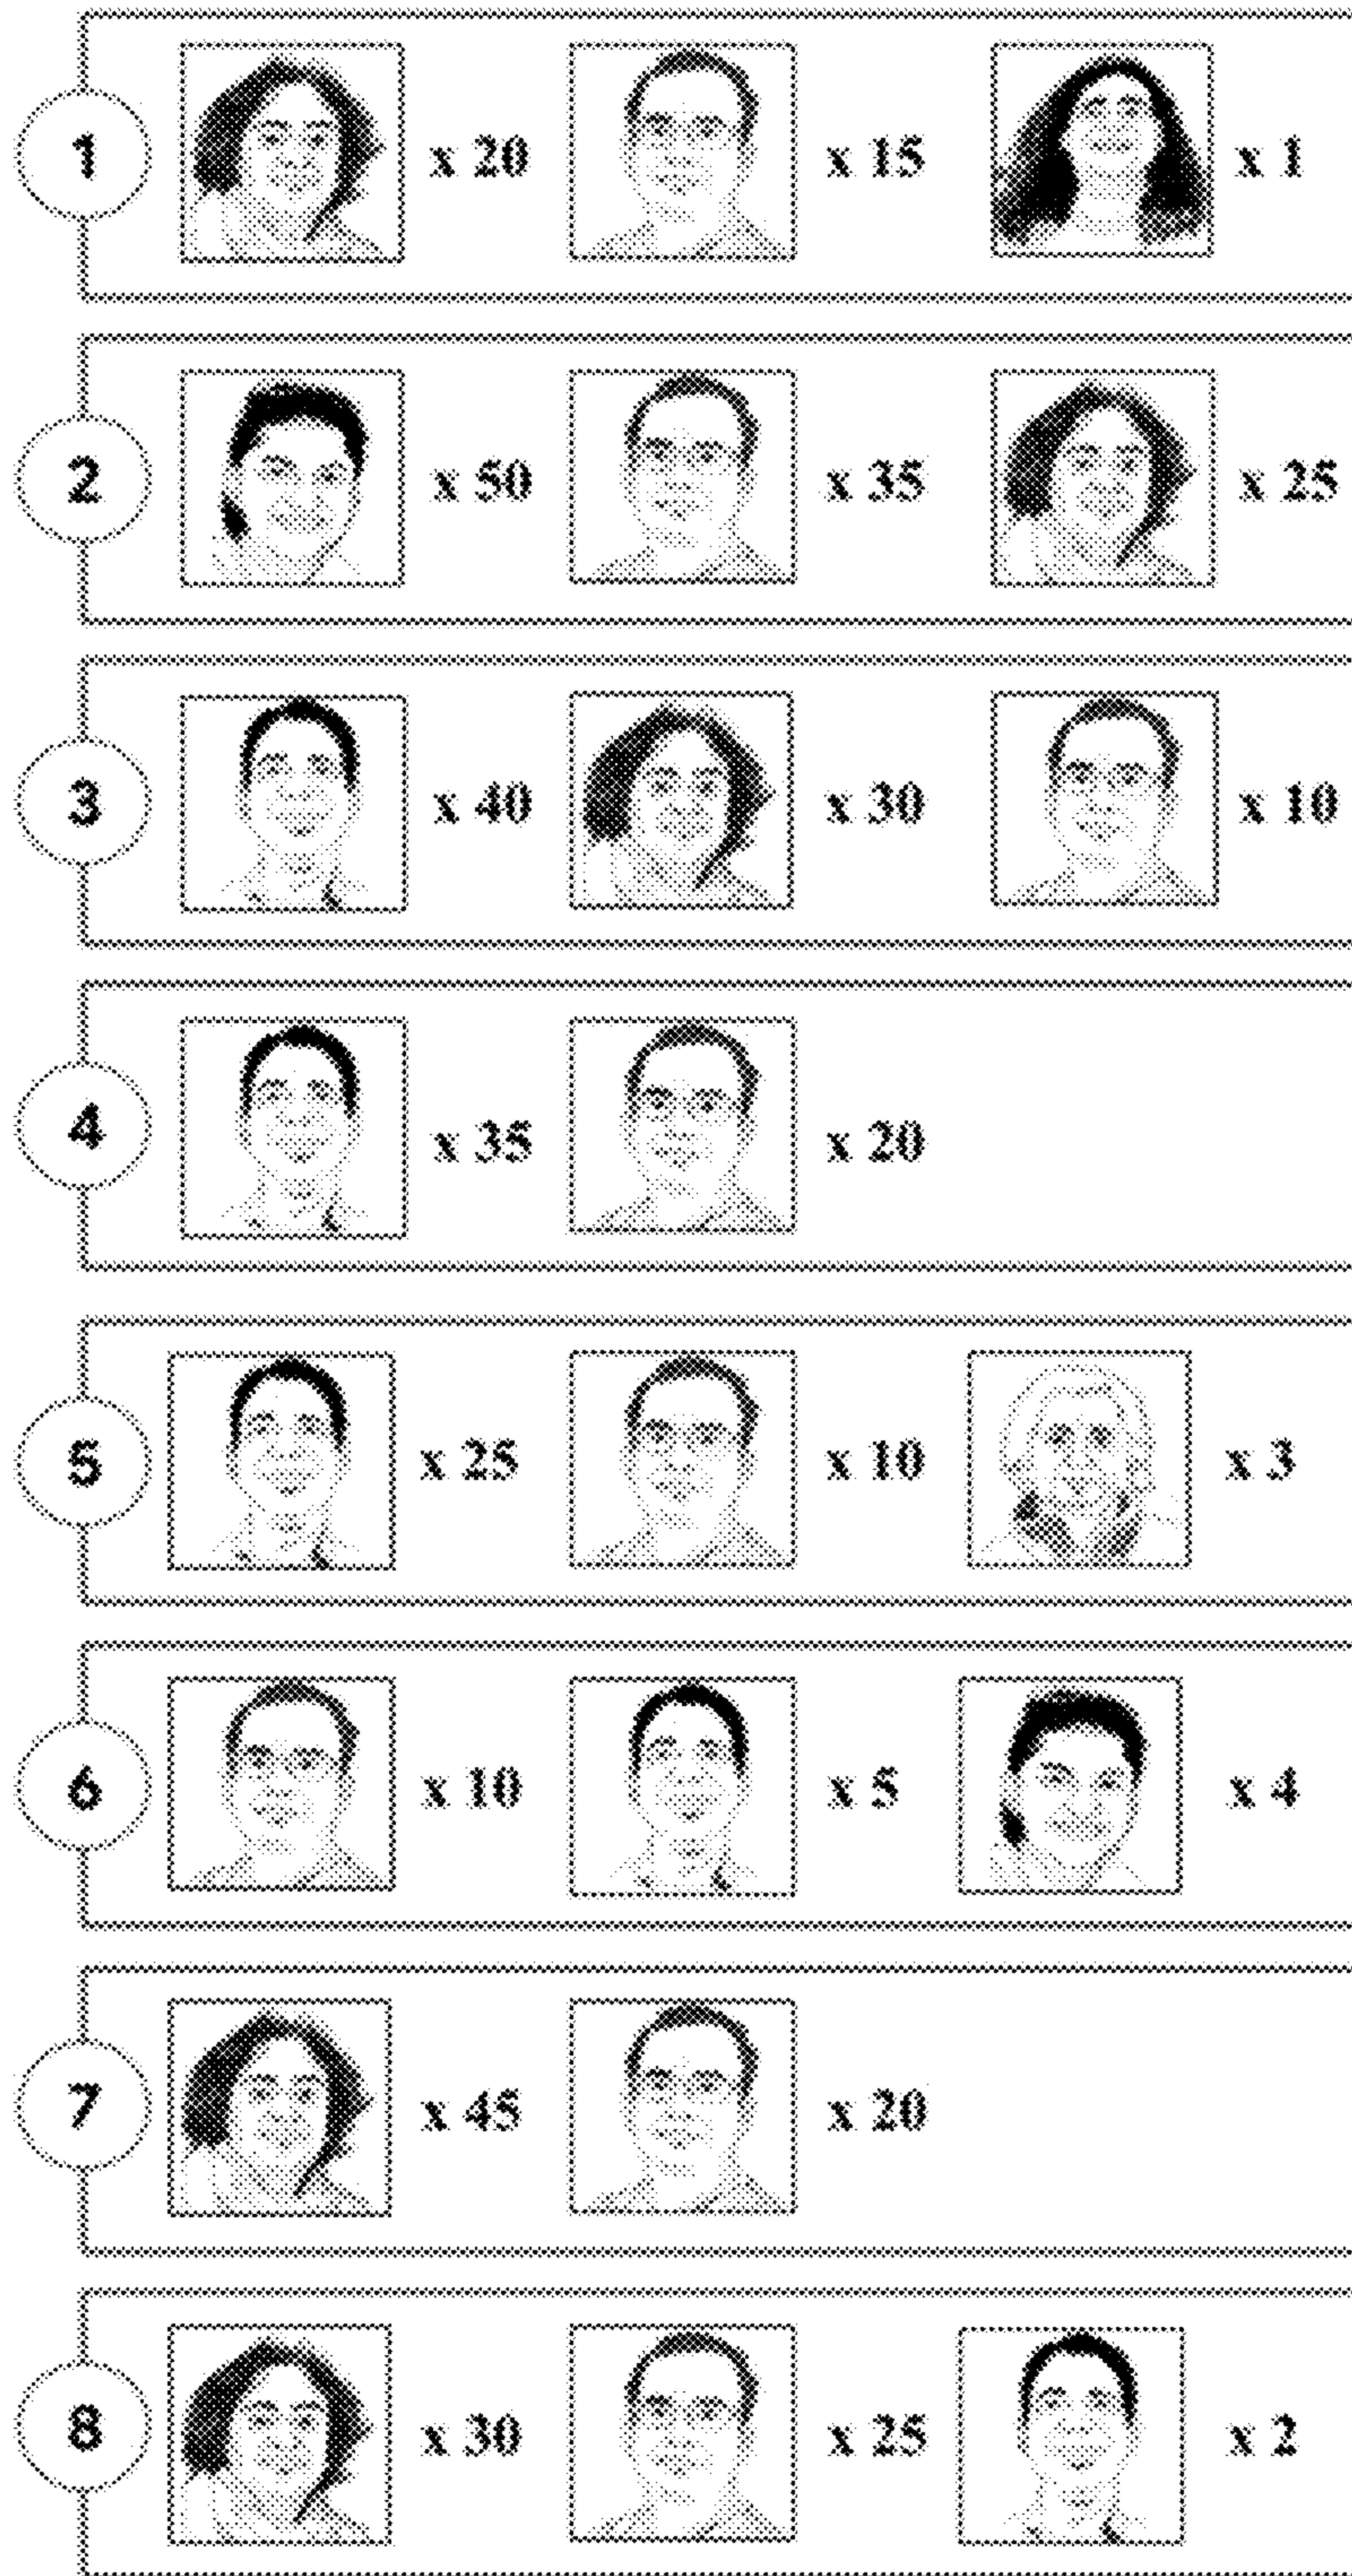 1 x 20 x 15 x 1
2 x 50 x 35 x 25
3 x 40 x 30 x 10
4 x 35 x 20
5 x 25 x 10 x 3
6 x 10 x 5 x 4
7 x 45 x 20
8 x 30 x 25 x 2